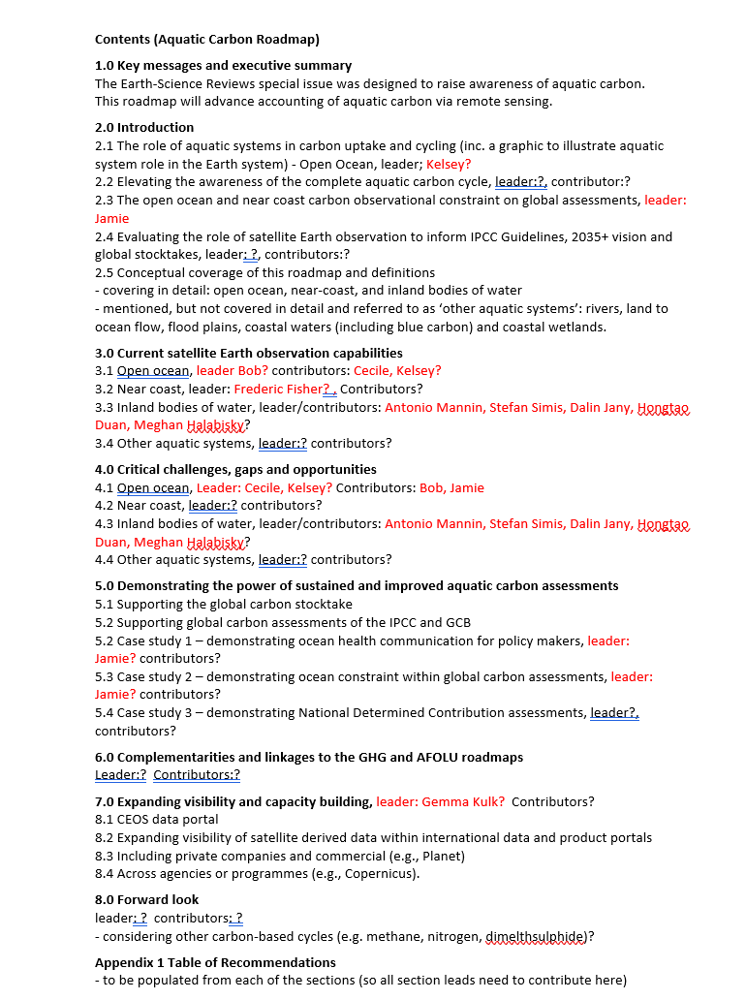 Contents (Aquatic Carbon Roadmap)
1.0 Key messages and executive summary
The Earth-Science Reviews special issue was designed to raise awareness of aquatic carbon.
This roadmap will advance accounting of aquatic carbon via remote sensing.
2.0 Introduction
2.1 The role of aquatic systems in carbon uptake and cycling (inc. a graphic to illustrate aquatic
system role in the Earth system) - Open Ocean, leader; Kelsey?
2.2 Elevating the awareness of the complete aquatic carbon cycle, leader:?, contributor:?
2.3 The open ocean and near coast carbon observational constraint on global assessments, leader:
Jamie
2.4 Evaluating the role of satellite Earth observation to inform IPCC Guidelines, 2035+ vision and
global stocktakes, leader: ?, contributors:?
2.5 Conceptual coverage of this roadmap and definitions
- covering in detail: open ocean, near-coast, and inland bodies of water
- mentioned, but not covered in detail and referred to as ‘other aquatic systems’: rivers, land to
ocean flow, flood plains, coastal waters (including blue carbon) and coastal wetlands.
3.0 Current satellite Earth observation capabilities
3.1 Open ocean, leader Bob? contributors: Cecile, Kelsey?
3.2 Near coast, leader: Frederic Fisher? , Contributors?
3.3 Inland bodies of water, leader/contributors: Antonio Mannin, Stefan Simis, Dalin Jany, Hongtao
Duan, Meghan Halabisky?
3.4 Other aquatic systems, leader:? contributors?
4.0 Critical challenges, gaps and opportunities
4.1 Open ocean, Leader: Cecile, Kelsey? Contributors: Bob, Jamie
4.2 Near coast, leader:? contributors?
4.3 Inland bodies of water, leader/contributors: Antonio Mannin, Stefan Simis, Dalin Jany, Hongtao
Duan, Meghan Halabisky?
4.4 Other aquatic systems, leader:? contributors?
5.0 Demonstrating the power of sustained and improved aquatic carbon assessments
5.1 Supporting the global carbon stocktake
5.2 Supporting global carbon assessments of the IPCC and GCB
5.2 Case study 1 – demonstrating ocean health communication for policy makers, leader:
Jamie? contributors?
5.3 Case study 2 – demonstrating ocean constraint within global carbon assessments, leader:
Jamie? contributors?
5.4 Case study 3 – demonstrating National Determined Contribution assessments, leader?,
contributors?
6.0 Complementarities and linkages to the GHG and AFOLU roadmaps
Leader:? Contributors:?
7.0 Expanding visibility and capacity building, leader: Gemma Kulk? Contributors?
8.1 CEOS data portal
8.2 Expanding visibility of satellite derived data within international data and product portals
8.3 Including private companies and commercial (e.g., Planet)
8.4 Across agencies or programmes (e.g., Copernicus).
8.0 Forward look
leader: ? contributors: ?
- considering other carbon-based cycles (e.g. methane, nitrogen, dimelthsulphide)?
Appendix 1 Table of Recommendations
- to be populated from each of the sections (so all section leads need to contribute here)